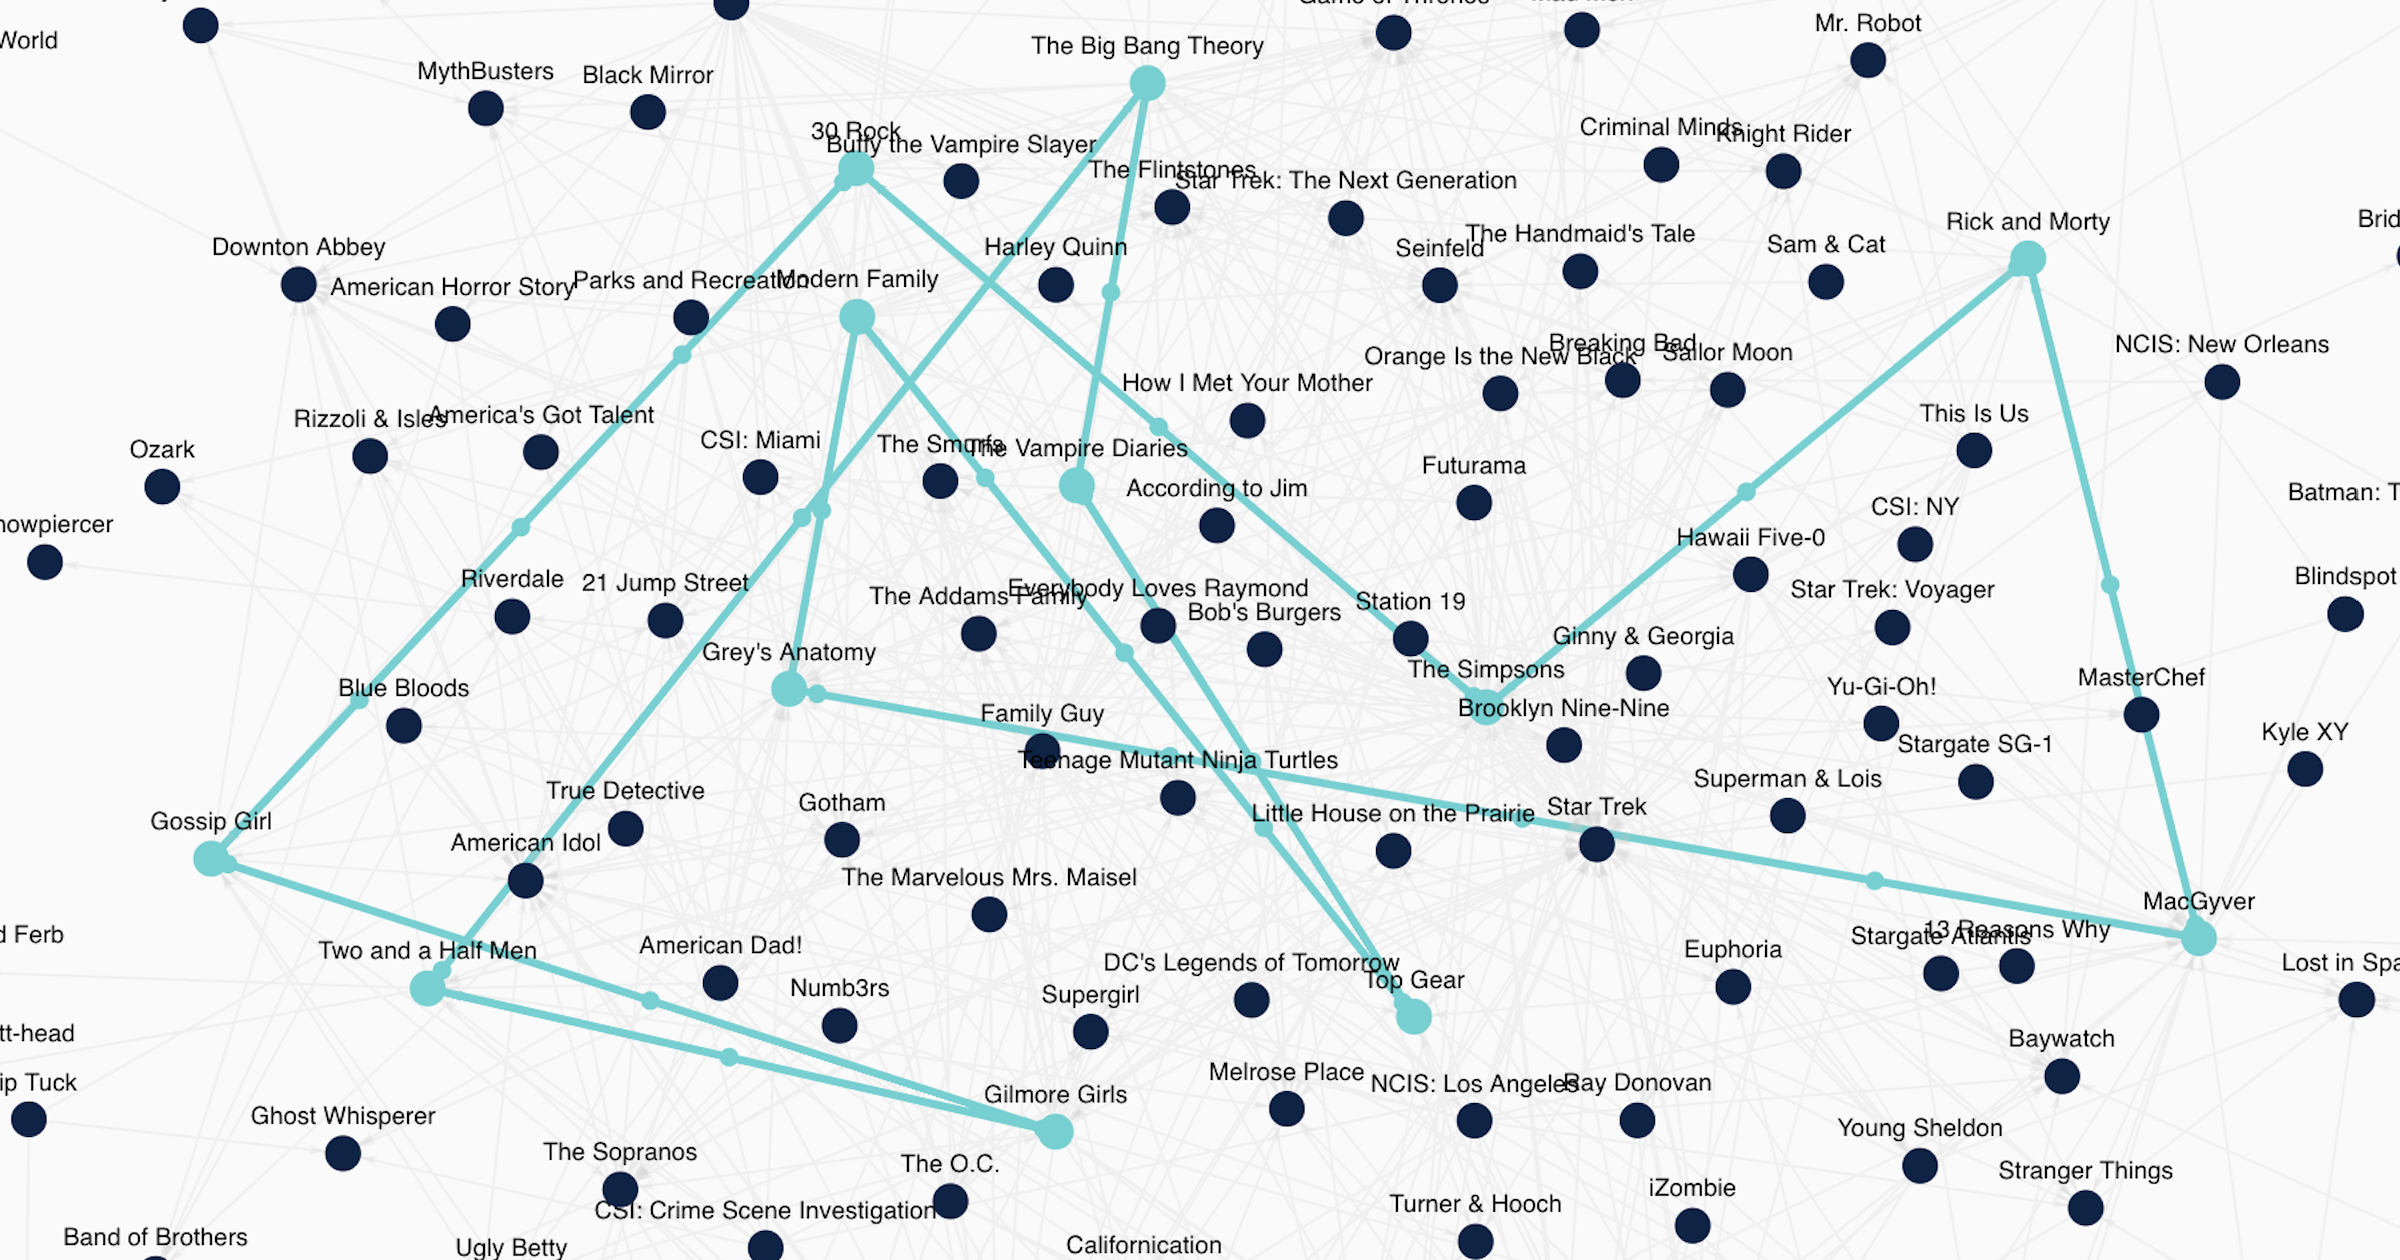 Game of Thrones
Mr. Robot
World
The Big Bang Theory
MythBusters
Black Mirror
30 Rock
Buffy the Vampire Slayer
Criminal Minds
Knight Rider
The Flintstones
Star Trek: The Next Generation
Rick and Morty
Brid
Downton Abbey
Harley Quinn
Seinfeld
The Handmaid's Tale
Sam & Cat
American Horror Story
Parks and Recreation
Modern Family
Orange Is the New Black
Breaking Bad
Sailor Moon
NCIS: New Orleans
How I Met Your Mother
Rizzoli & Isles
America's Got Talent
This Is Us
Ozark
CSI: Miami
The Smurfs
The Vampire Diaries
Futurama
According to Jim
Batman: T
CSI: NY
nowpiercer
Hawaii Five-0
Riverdale
21 Jump Street
The Addams Family
Everybody Loves Raymond
Star Trek: Voyager
Blindspot
Bob's Burgers
Station 19
Ginny & Georgia
Grey's Anatomy
The Simpsons
MasterChef
Blue Bloods
Family Guy
Brooklyn Nine-Nine
Yu-Gi-Oh!
Kyle XY
Teenage Mutant Ninja Turtles
Stargate SG-1
True Detective
Gotham
Superman & Lois
Gossip Girl
American Idol
Little House on the Prairie
Star Trek
The Marvelous Mrs. Maisel
MacGyver
d Ferb
Two and a Half Men
American Dad!
DC's Legends of Tomorrow
Euphoria
Stargate Atlantis
13 Reasons Why
Lost in Spa
Numb3rs
Supergirl
Top Gear
tt-head
Baywatch
ip Tuck
Gilmore Girls
Melrose Place
NCIS: Los Angeles
Ray Donovan
Ghost Whisperer
Young Sheldon
The Sopranos
The O.C.
Stranger Things
CSI: Crime Scene Investigation
Turner & Hooch
iZombie
Band of Brothers
Ugly Betty
Californication